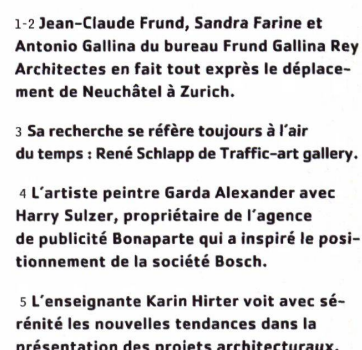 1-2 Jean-Claude Frund, Sandra Farine et
Antonio Gallina du bureau Frund Gallina Rey
Architectes en fait tout exprès le déplace-
ment de Neuchâtel à Zurich.
3 Sa recherche se réfère toujours à l'air
du temps : René Schlapp de Traffic-art gallery.
4 L'artiste peintre Garda Alexander avec
Harry Sulzer, propriétaire de l'agence
de publicité Bonaparte qui a inspiré le posi-
tionnement de la société Bosch.
5 L'enseignante Karin Hirter voit avec sé-
rénité les nouvelles tendances dans la
présentation des projets architecturaux.